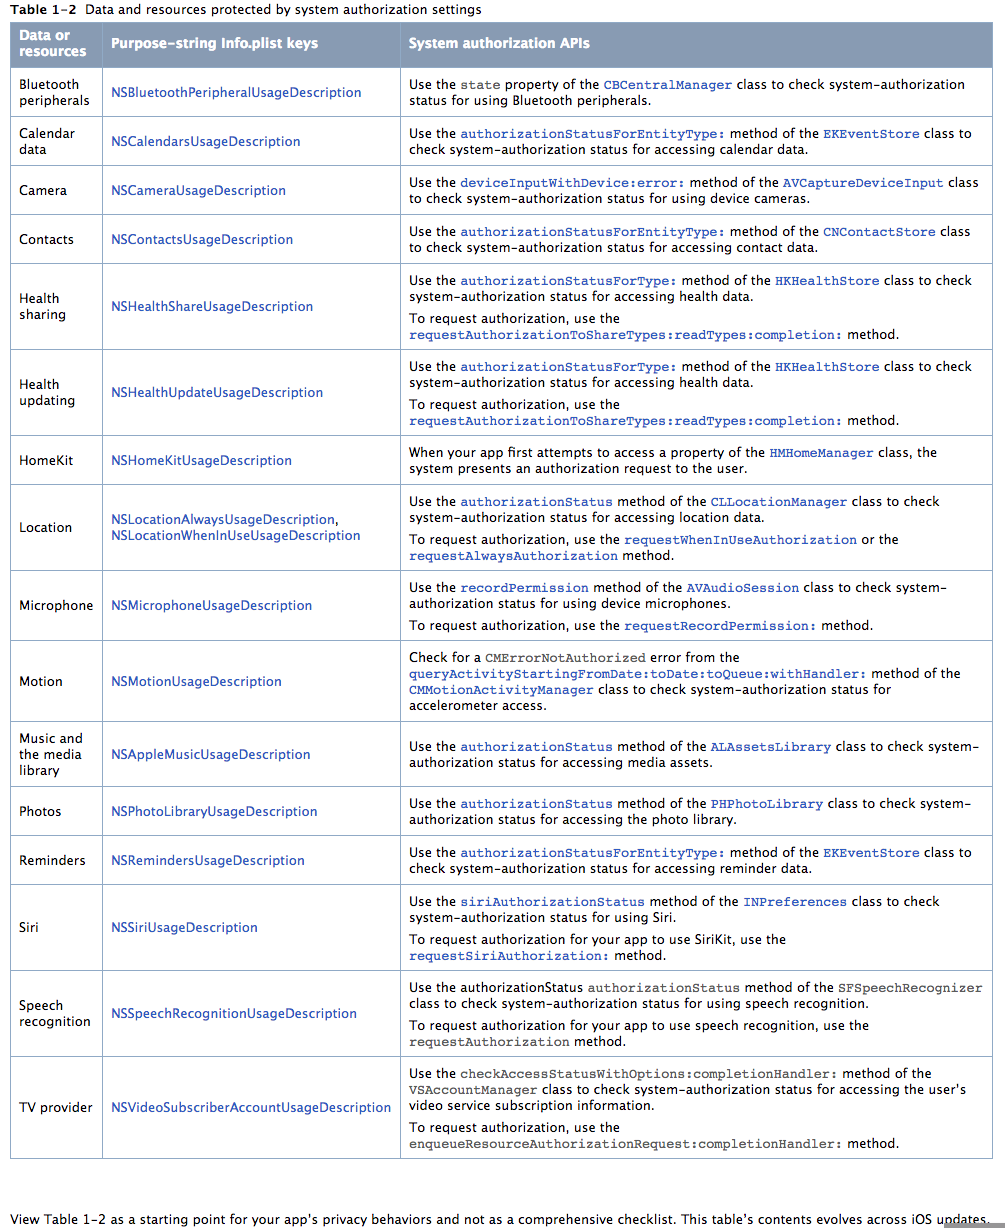 Table 1–2 Data and resources protected by system authorization settings
Data or
resources
Purpose-string Info.plist keys
System authorization APIs
Bluetooth
peripherals
NSBluetoothPeripheralUsageDescription
Use the state property of the CBCentralManager class to check system-authorization
status for using Bluetooth peripherals.
Calendar
data
NSCalendarsUsageDescription
Use the authorizationStatusForEntityType: method of the EKEventStore class to
check system-authorization status for accessing calendar data.
Camera
NSCameraUsageDescription
Use the deviceInputWithDevice:error: method of the AVCaptureDeviceInput class
to check system-authorization status for using device cameras.
Contacts
NSContactsUsageDescription
Use the authorizationStatusForEntityType: method of the CNContactStore class
to check system-authorization status for accessing contact data.
Health
sharing
NSHealthShareUsageDescription
Use the authorizationStatusForType: method of the HKHealthStore class to check
system-authorization status for accessing health data.
To request authorization, use the
requestAuthorizationToShareTypes:readTypes:completion: method.
Health
updating
NSHealthUpdateUsageDescription
Use the authorizationStatusForType: method of the HKHealthStore class to check
system-authorization status for accessing health data.
To request authorization, use the
requestAuthorizationToShareTypes:readTypes:completion: method.
HomeKit
NSHomeKitUsageDescription
When your app first attempts to access a property of the HMHomeManager class, the
system presents an authorization request to the user.
Location
NSLocationAlwaysUsageDescription,
NSLocationWhenInUseUsageDescription
Use the authorizationStatus method of the CLLocationManager class to check
system-authorization status for accessing location data.
To request authorization, use the requestWhenInUseAuthorization or the
requestAlwaysAuthorization method.
Microphone
NSMicrophoneUsageDescription
Use the recordPermission method of the AVAudioSession class to check system-
authorization status for using device microphones.
To request authorization, use the requestRecordPermission: method.
Motion
NSMotionUsageDescription
Check for a CMErrorNotAuthorized error from the
queryActivityStartingFromDate:toDate:toQueue:withHandler: method of the
CMMotionActivityManager class to check system-authorization status for
accelerometer access.
Music and
the media
library
NSAppleMusicUsageDescription
Use the authorizationStatus method of the ALAssetsLibrary class to check system-
authorization status for accessing media assets.
Photos
NSPhotoLibraryUsageDescription
Use the authorizationStatus method of the PHPhotoLibrary class to check system-
authorization status for accessing the photo library.
Reminders
NSRemindersUsageDescription
Use the authorizationStatusForEntityType: method of the EKEventStore class to
check system-authorization status for accessing reminder data.
Siri
NSSiriUsageDescription
Use the siriAuthorizationStatus method of the INPreferences class to check
system-authorization status for using Siri.
To request authorization for your app to use SiriKit, use the
requestSiriAuthorization: method.
Speech
recognition
NSSpeechRecognitionUsageDescription
Use the authorizationStatus authorizationStatus method of the SFSpeechRecognizer
class to check system-authorization status for using speech recognition.
To request authorization for your app to use speech recognition, use the
requestAuthorization method.
TV provider
NSVideoSubscriberAccountUsageDescription
Use the checkAccessStatusWithOptions:completionHandler: method of the
VSAccountManager class to check system-authorization status for accessing the user's
video service subscription information.
To request authorization, use the
enqueueResourceAuthorizationRequest:completionHandler: method.
View Table 1–2 as a starting point for your app's privacy behaviors and not as a comprehensive checklist. This table's contents evolves across iOS updates.